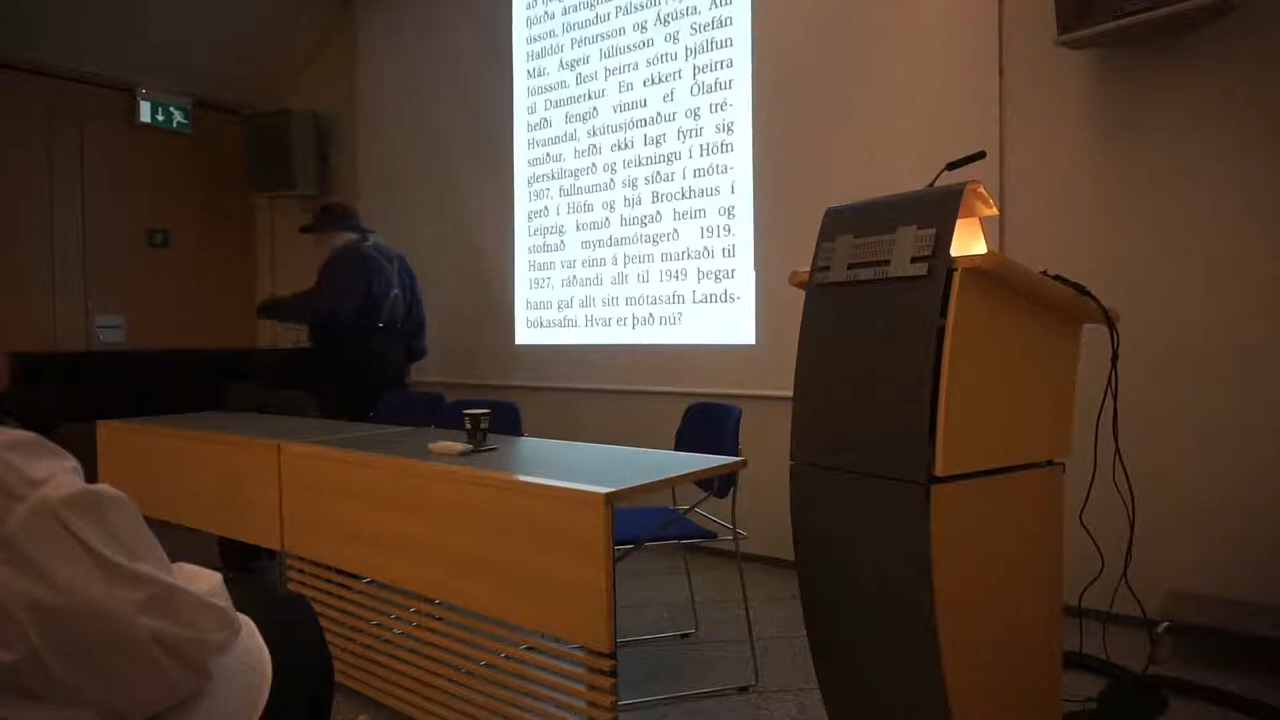 fjórða áratugn
ússon, Jörundur Pálsson,
Halldór Pétursson og Ágústa, Atli
Már, Ásgeir Júlíusson og Stefán
Jónsson, flest þeirra sóttu þjálfun
til Danmerkur. En ekkert þeirra
hefði fengið vinnu ef Ólafur
Hvanndal, skútusjómaður og tré-
smiður, hefði ekki lagt fyrir sig
glerskiltagerð og teikningu í Höfn
1907, fullnumað sig síðar í móta-
gerð í Höfn og hjá Brockhaus í
Leipzig, komið hingað heim og
stofnað myndamótagerð 1919.
Hann var einn á þeim markaði til
1927, ráðandi allt til 1949 þegar
hann gaf allt sitt mótasafn Lands-
bókasafni. Hvar er það nú?